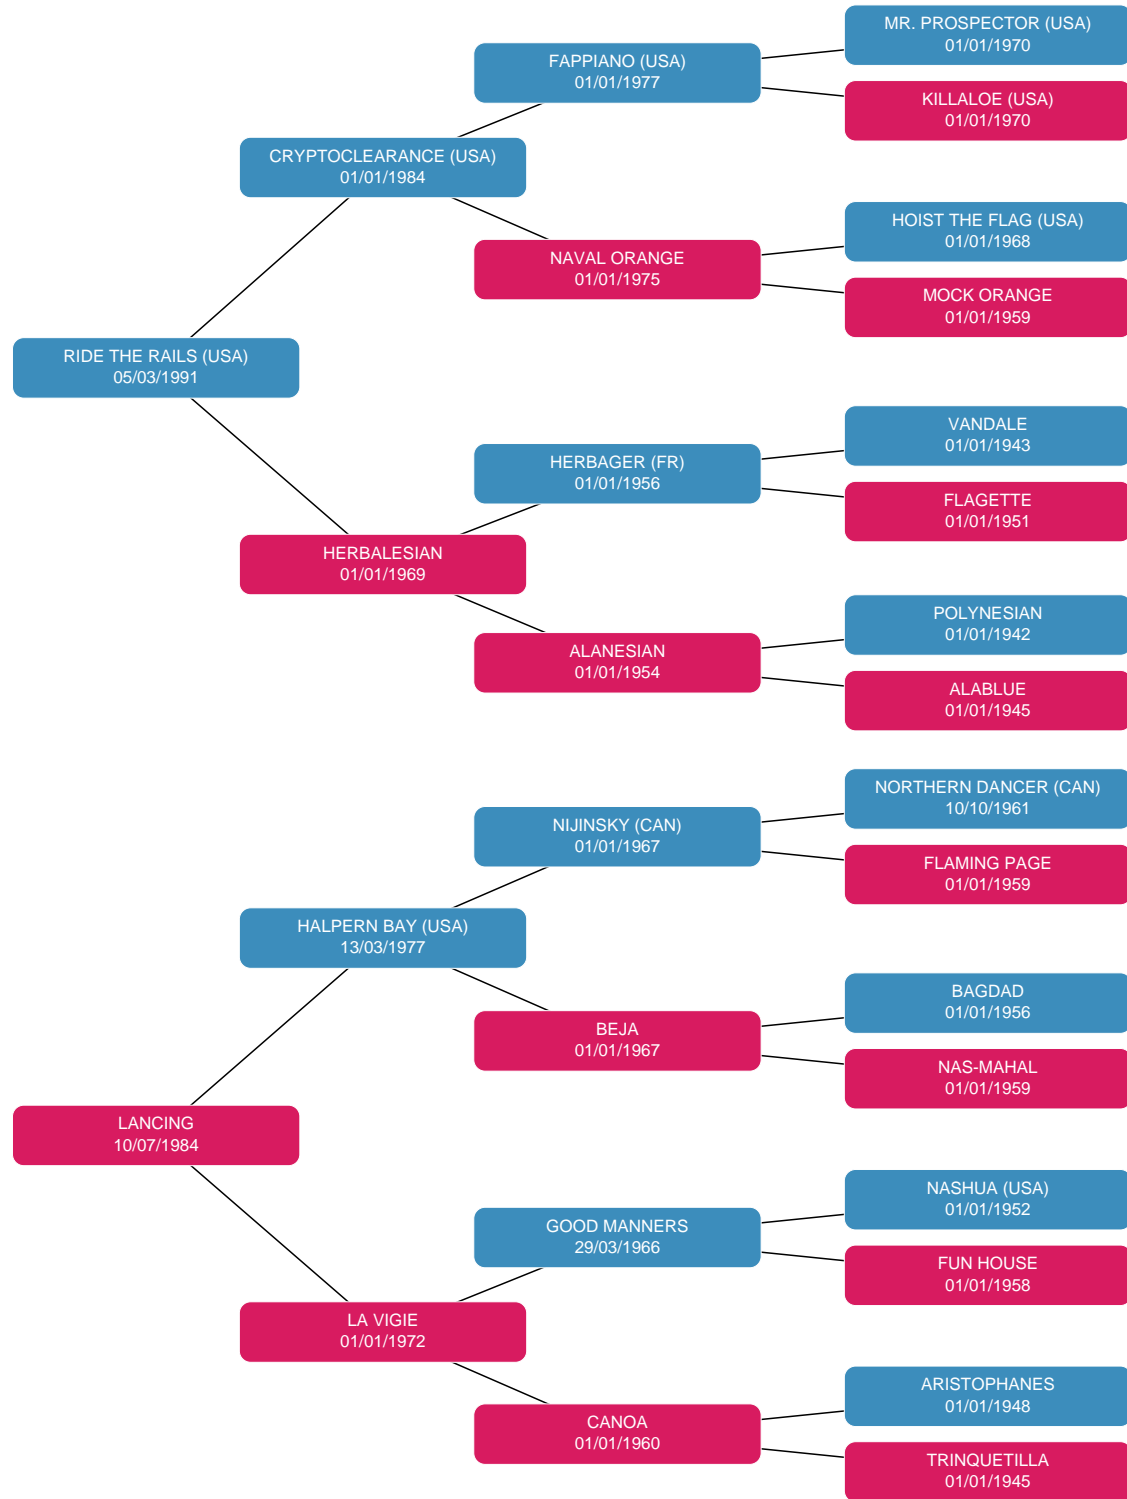 MR. PROSPECTOR (USA)
01/01/1970
FAPPIANO (USA)
01/01/1977
KILLALOE (USA)
01/01/1970
CRYPTOCLEARANCE (USA)
01/01/1984
HOIST THE FLAG (USA)
01/01/1968
NAVAL ORANGE
01/01/1975
MOCK ORANGE
01/01/1959
RIDE THE RAILS (USA)
05/03/1991
VANDALE
01/01/1943
HERBAGER (FR)
01/01/1956
FLAGETTE
01/01/1951
HERBALESIAN
01/01/1969
POLYNESIAN
01/01/1942
ALANESIAN
01/01/1954
ALABLUE
01/01/1945
NORTHERN DANCER (CAN)
10/10/1961
NIJINSKY (CAN)
01/01/1967
FLAMING PAGE
01/01/1959
HALPERN BAY (USA)
13/03/1977
BAGDAD
01/01/1956
BEJA
01/01/1967
NAS-MAHAL
01/01/1959
LANCING
10/07/1984
NASHUA (USA)
01/01/1952
GOOD MANNERS
29/03/1966
FUN HOUSE
01/01/1958
LA VIGIE
01/01/1972
ARISTOPHANES
01/01/1948
CANOA
01/01/1960
TRINQUETILLA
01/01/1945